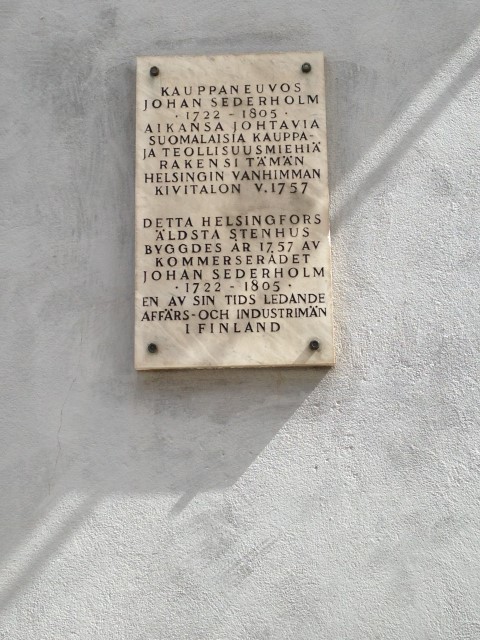 KAUPPANEUVOS
JOHAN SEDERHOLM
· 1722 - 1805 ·
AIKANSA JOHTAVIA
SUOMALAISIA KAUPPA-
JA TEOLLISUUSMIEHIÄ
RAKENSI TÄMÄN
HELSINGIN VANHIMMAN
KIVITALON V. 1757
DETTA HELSINGFORS
ÄLDSTA STENHUS
BYGGDES ÅR 1757 AV
KOMMERSERÅDET
JOHAN SEDERHOLM
· 1722 - 1805 ·
EN AV SIN TIDS LEDANDE
AFFÄRS- OCH INDUSTRIMÄN
I FINLAND